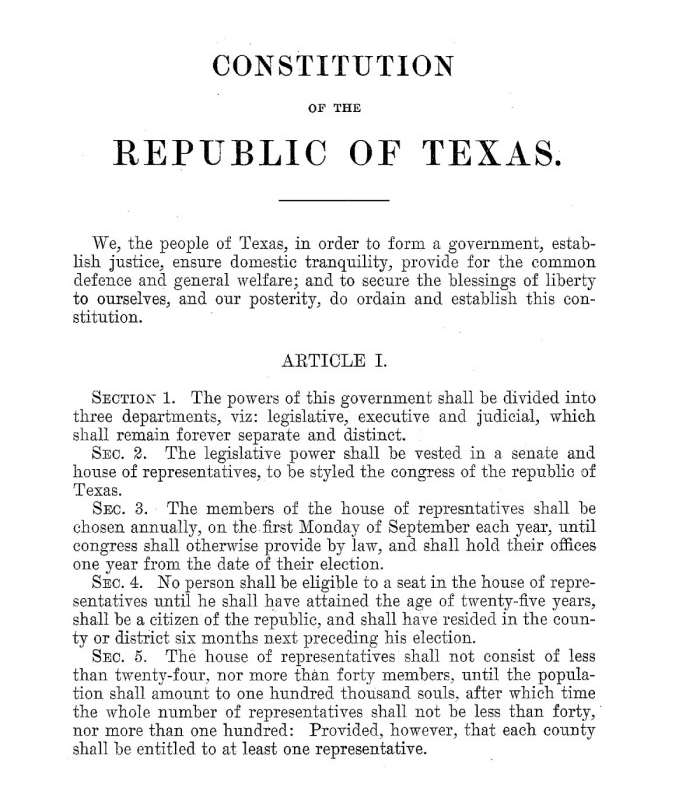 CONSTITUTION
OF THE
REPUBLIC OF TEXAS.
We, the people of Texas, in order to form a government, estab-
lish justice, ensure domestic tranquility, provide for the common
defence and general welfare; and to secure the blessings of liberty
to ourselves, and our posterity, do ordain and establish this con-
stitution.
ARTICLE I.
SECTION 1. The powers of this government shall be divided into
three departments, viz: legislative, executive and judicial, which
shall remain forever separate and distinct.
SEC. 2. The legislative power shall be vested in a senate and
house of representatives, to be styled the congress of the republic of
Texas.
SEC. 3. The members of the house of represntatives shall be
chosen annually, on the first Monday of September each year, until
congress shall otherwise provide by law, and shall hold their offices
one year from the date of their election.
SEC. 4. No person shall be eligible to a seat in the house of repre-
sentatives until he shall have attained the age of twenty-five years,
shall be a citizen of the republic, and shall have resided in the coun-
ty or district six months next preceding his election.
SEC. 5. The house of representatives shall not consist of less
than twenty-four, nor more than forty members, until the popula-
tion shall amount to one hundred thousand souls, after which time
the whole number of representatives shall not be less than forty,
nor more than one hundred: Provided, however, that each county
shall be entitled to at least one representative.